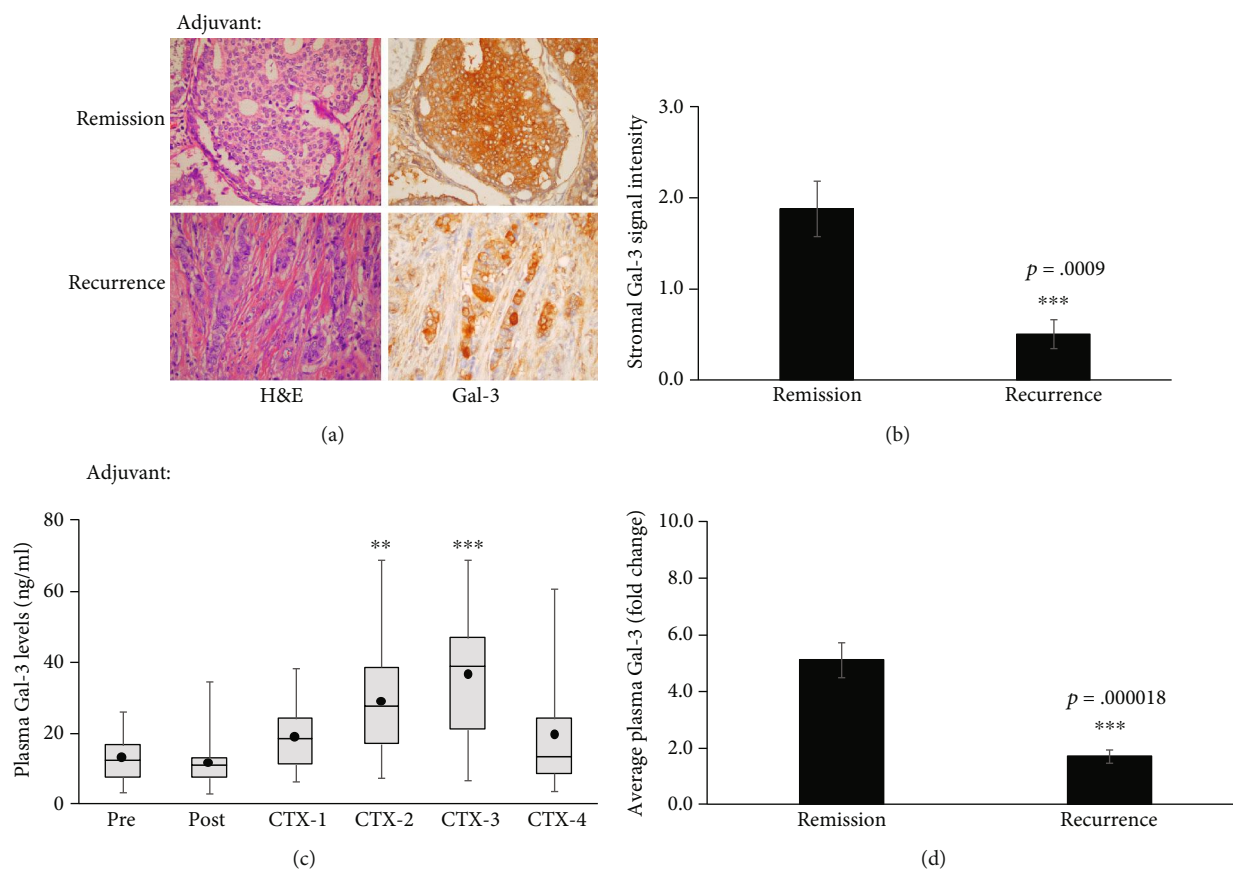 Adjuvant:
Remission
Recurrence
H&E
Gal-3
(a)
Stromal Gal-3 signal intensity
3.0
2.0
1.0
0.0
p = .0009
***
Remission
Recurrence
(b)
Adjuvant:
Plasma Gal-3 levels (ng/ml)
80
60
40
20
0
**
***
Pre
Post
CTX-1
CTX-2
CTX-3
CTX-4
(c)
Average plasma Gal-3 (fold change)
10.0
8.0
6.0
4.0
2.0
0.0
p = .000018
***
Remission
Recurrence
(d)